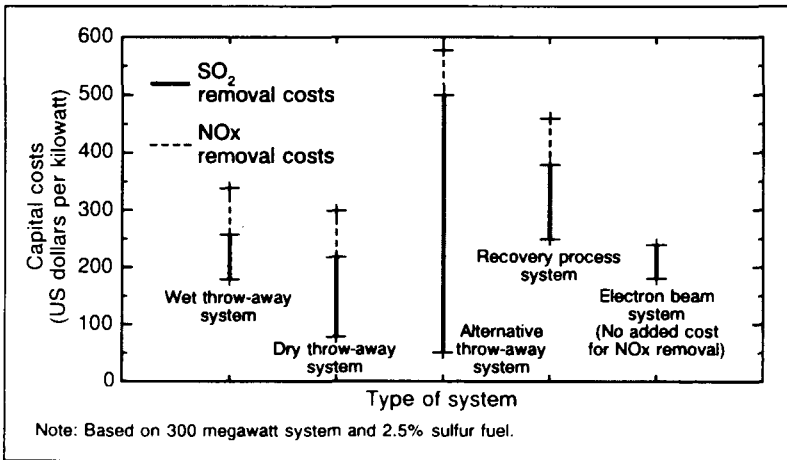 600
500
400
300
200
100
0
Capital costs
(US dollars per kilowatt)
SO2
removal costs
NOx
removal costs
Wet throw-away
system
Dry throw-away
system
Alternative
throw-away
system
Recovery process
system
Electron beam
system
(No added cost
for NOx removal)
Type of system
Note: Based on 300 megawatt system and 2.5% sulfur fuel.